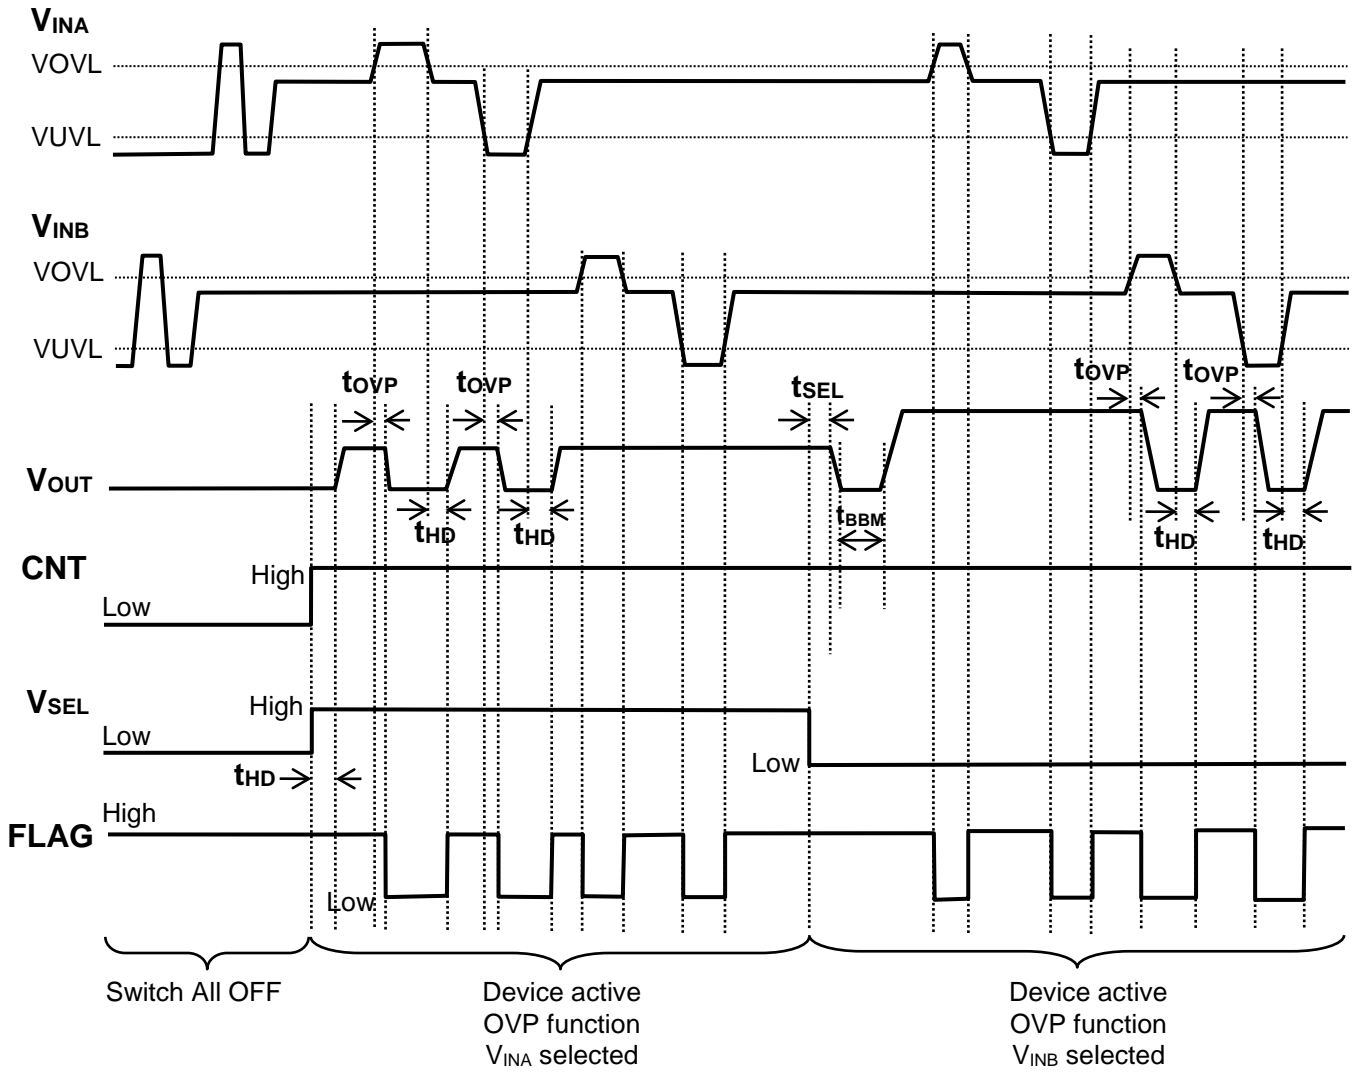 VINA
VOVL
VUVL
VINB
VOVL
VUVL
tOVP
tOVP
tSEL
tOVP
tOVP
VOUT
tHD
tHD
tBBM
tHD
tHD
CNT
High
Low
VSEL
High
Low
Low
tHD
High
FLAG
Low
Switch All OFF
Device active
OVP function
VINA selected
Device active
OVP function
VINB selected